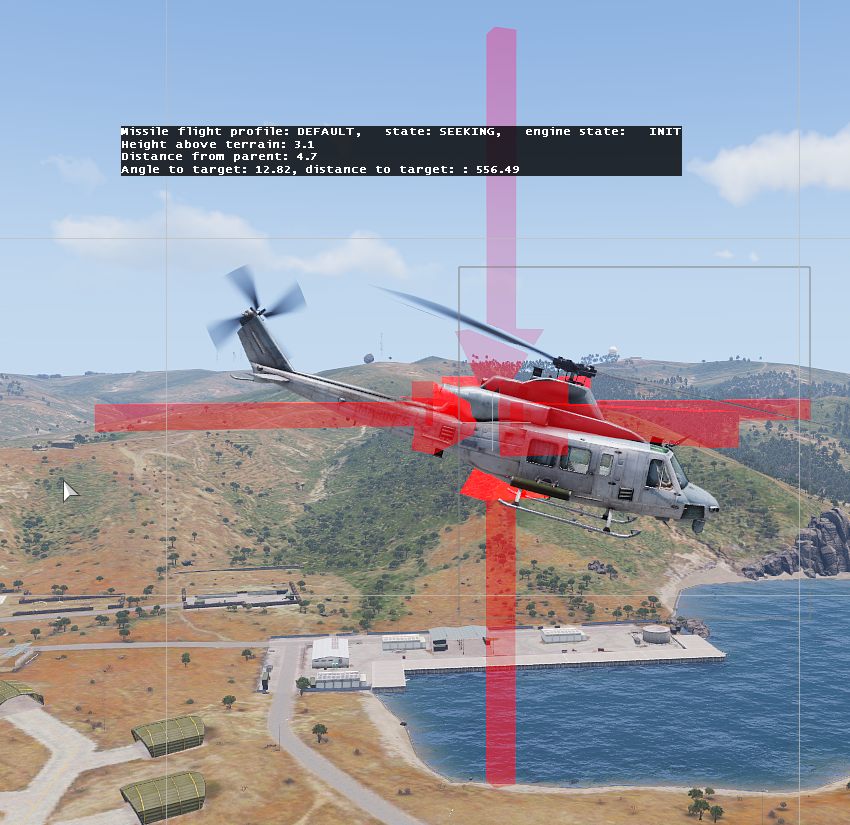 Missile flight profile: DEFAULT,   state: SEEKING,   engine state:   INIT
Height above terrain: 3.1
Distance from parent: 4.7
Angle to target: 12.82, distance to target: : 556.49